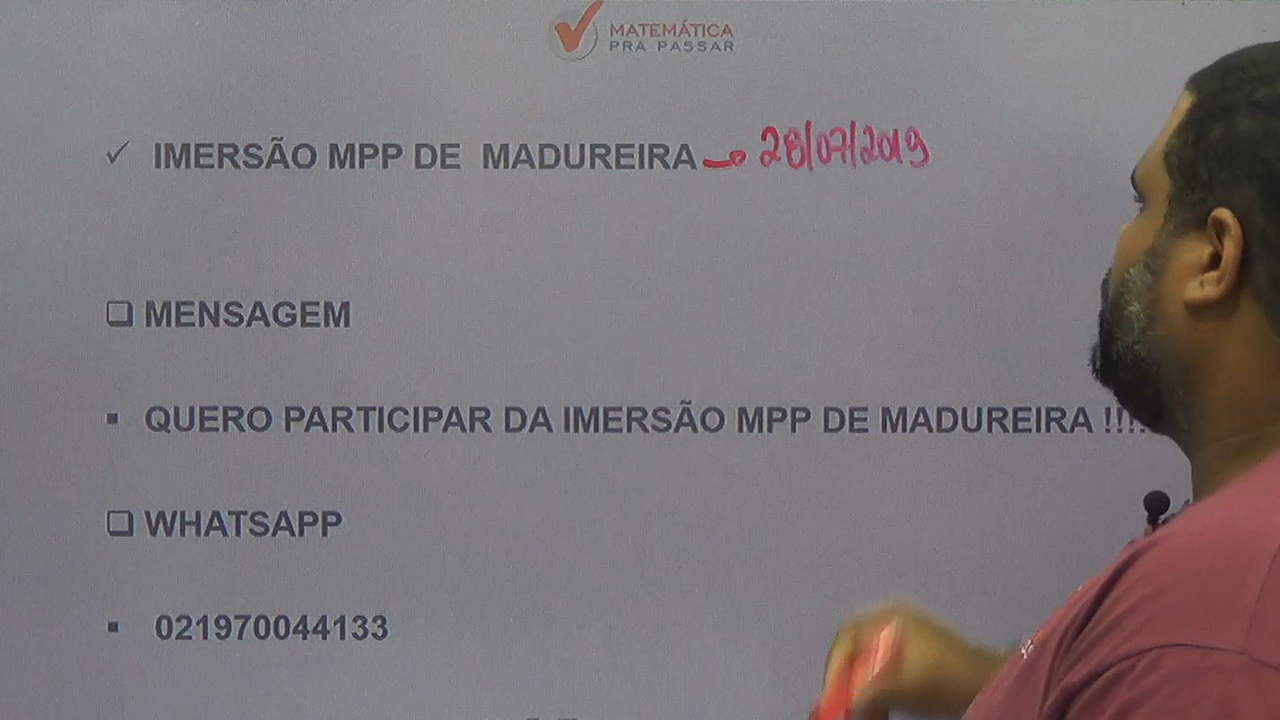 MATEMÁTICA
PRA PASSAR
IMERSÃO MPP DE MADUREIRA 28/07/2019
MENSAGEM
QUERO PARTICIPAR DA IMERSÃO MPP DE MADUREIRA !!!!
WHATSAPP
021970044133